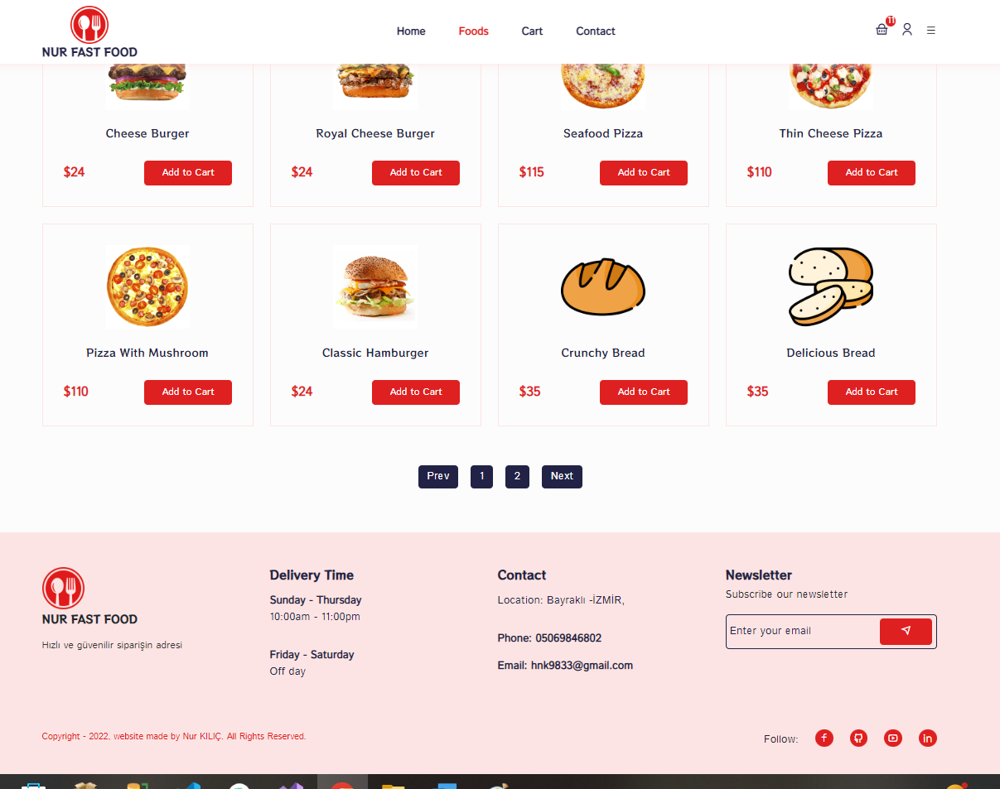 NUR FAST FOOD
Home Foods Cart Contact
11
Cheese Burger
$24 Add to Cart
Royal Cheese Burger
$24 Add to Cart
Seafood Pizza
$115 Add to Cart
Thin Cheese Pizza
$110 Add to Cart
Pizza With Mushroom
$110 Add to Cart
Classic Hamburger
$24 Add to Cart
Crunchy Bread
$35 Add to Cart
Delicious Bread
$35 Add to Cart
Prev 1 2 Next
NUR FAST FOOD
Hızlı ve güvenilir siparişin adresi
Delivery Time
Sunday - Thursday
10:00am - 11:00pm
Friday - Saturday
Off day
Contact
Location: Bayraklı -İZMİR,
Phone: 05069846802
Email: hnk9833@gmail.com
Newsletter
Subscribe our newsletter
Enter your email
Copyright - 2022, website made by Nur KILIÇ. All Rights Reserved.
Follow: